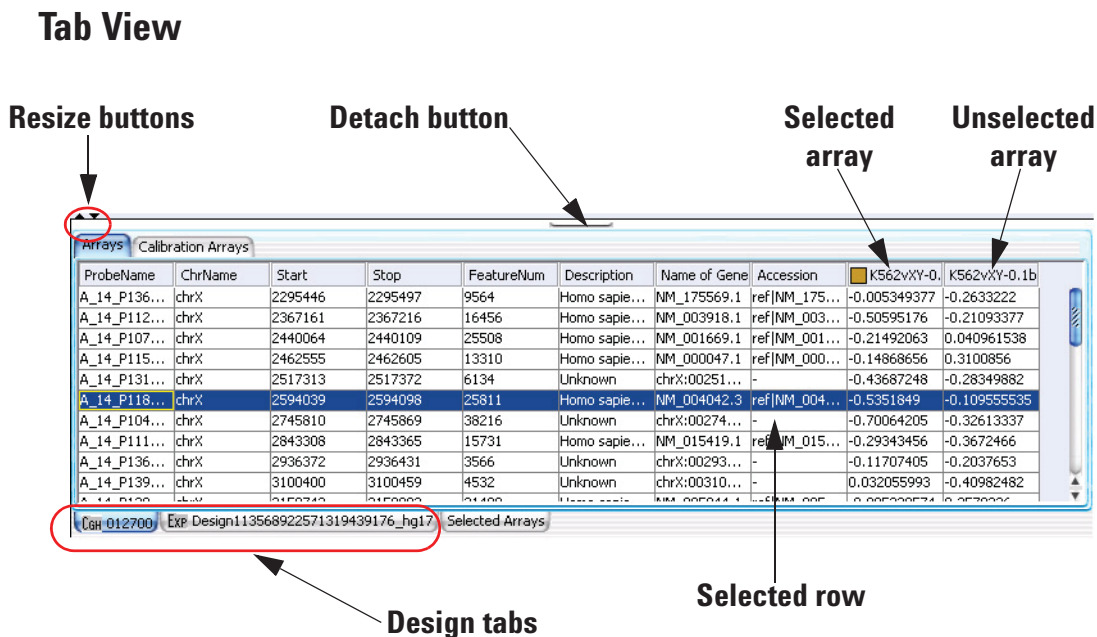 Tab View
Resize buttons
Detach button
Selected array
Unselected array
Arrays Calibration Arrays
ProbeName ChrName Start Stop FeatureNum Description Name of Gene Accession K562vXY-0. K562vXY-0.1b
A_14_P136... chrX 2295446 2295497 9564 Homo sapie... NM_175569.1 ref|NM_175... -0.005349377 -0.2633222
A_14_P112... chrX 2367161 2367216 16456 Homo sapie... NM_003918.1 ref|NM_003... -0.50595176 -0.21093377
A_14_P107... chrX 2440064 2440109 25508 Homo sapie... NM_001669.1 ref|NM_001... -0.21492063 0.040961538
A_14_P115... chrX 2462555 2462605 13310 Homo sapie... NM_000047.1 ref|NM_000... -0.14868656 0.3100856
A_14_P131... chrX 2517313 2517372 6134 Unknown chrX:00251... - -0.43687248 -0.28349882
A_14_P118... chrX 2594039 2594098 25811 Homo sapie... NM_004042.3 ref|NM_004... -0.5351849 -0.109555535
A_14_P104... chrX 2745810 2745869 38216 Unknown chrX:00274... - -0.70064205 -0.32613337
A_14_P111... chrX 2843308 2843365 15731 Homo sapie... NM_015419.1 ref|NM_015... -0.29343456 -0.3672466
A_14_P136... chrX 2936372 2936431 3566 Unknown chrX:00293... - -0.11707405 -0.2037653
A_14_P139... chrX 3100400 3100459 4532 Unknown chrX:00310... - 0.032055993 -0.40982482
CGH 012700 EXP Design113568922571319439176_hg17 Selected Arrays
Selected row
Design tabs